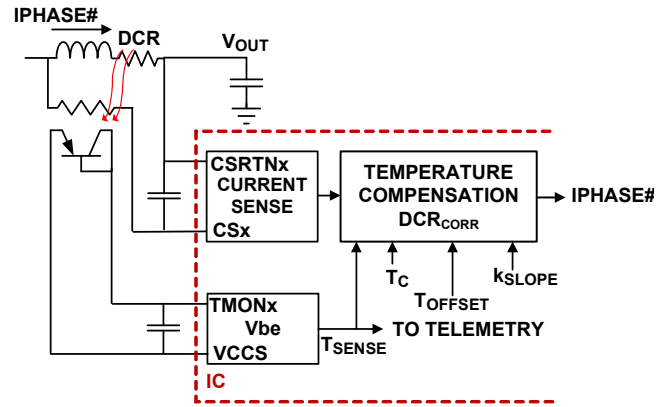 IPHASE#
DCR
VOUT
CSRTNx
CURRENT
SENSE
CSx
TEMPERATURE
COMPENSATION
DCRCORR
IPHASE#
TC
TOFFSET
kSLOPE
TMONx
Vbe
VCCS
TSENSE
TO TELEMETRY
IC